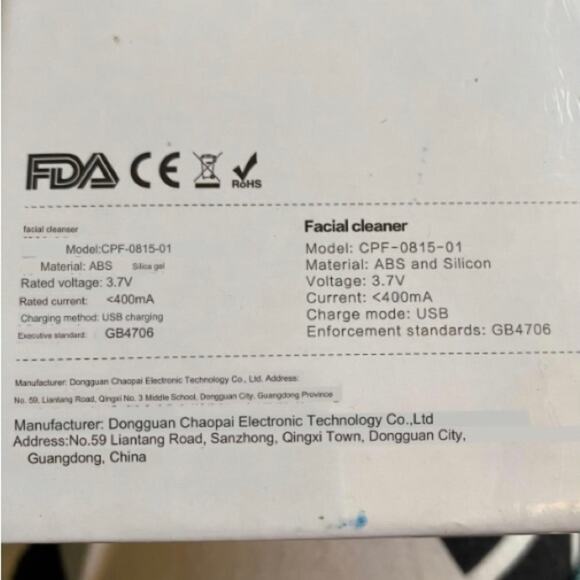 FDA CE RoHS
facial cleanser
Model:CPF-0815-01
Material: ABS Silica gel
Rated voltage: 3.7V
Rated current: <400mA
Charging method: USB charging
Executive standard: GB4706
Facial cleaner
Model: CPF-0815-01
Material: ABS and Silicon
Voltage: 3.7V
Current: <400mA
Charge mode: USB
Enforcement standards: GB4706
Manufacturer: Dongguan Chaopai Electronic Technology Co., Ltd. Address:
No. 59, Liantang Road, Qingxi No. 3 Middle School, Dongguan City, Guangdong Province
Manufacturer: Dongguan Chaopai Electronic Technology Co.,Ltd
Address:No.59 Liantang Road, Sanzhong, Qingxi Town, Dongguan City,
Guangdong, China